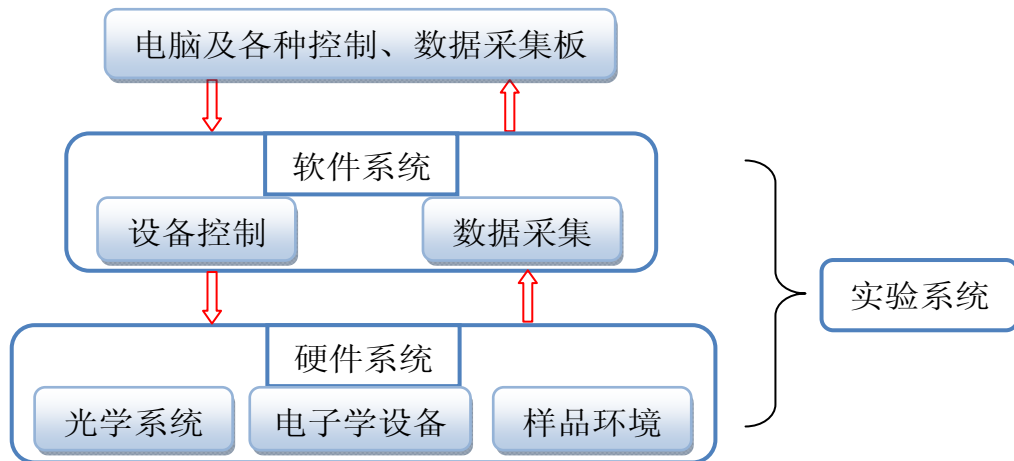 电脑及各种控制、数据采集板
软件系统
设备控制
数据采集
实验系统
硬件系统
光学系统
电子学设备
样品环境